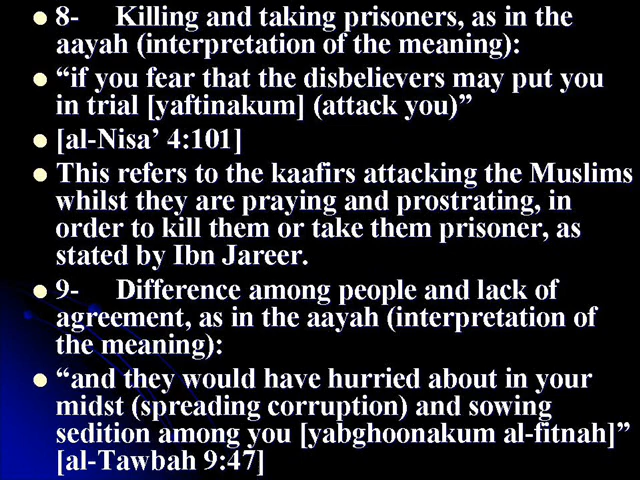 8- Killing and taking prisoners, as in the
aayah (interpretation of the meaning):
“if you fear that the disbelievers may put you
in trial [yaftinakum] (attack you)”
[al-Nisa’ 4:101]
This refers to the kaafirs attacking the Muslims
whilst they are praying and prostrating, in
order to kill them or take them prisoner, as
stated by Ibn Jareer.
9- Difference among people and lack of
agreement, as in the aayah (interpretation of
the meaning):
“and they would have hurried about in your
midst (spreading corruption) and sowing
sedition among you [yabghoonakum al-fitnah]”
[al-Tawbah 9:47]